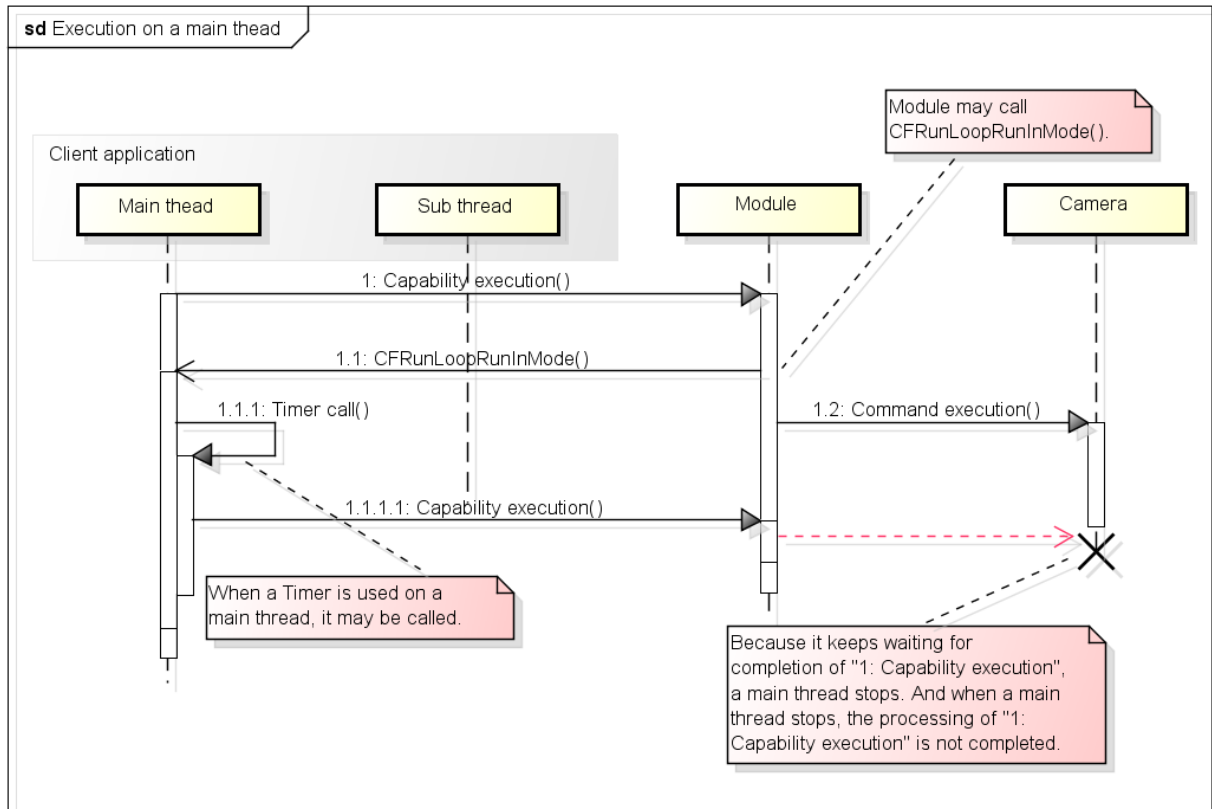 sd Execution on a main thead
Module may call
CFRunLoopRunInMode().
Client application
Main thead
Sub thread
Module
Camera
1: Capability execution()
1.1: CFRunLoopRunInMode()
1.1.1: Timer call()
1.2: Command execution()
1.1.1.1: Capability execution()
When a Timer is used on a
main thread, it may be called.
Because it keeps waiting for
completion of "1: Capability execution",
a main thread stops. And when a main
thread stops, the processing of "1:
Capability execution" is not completed.